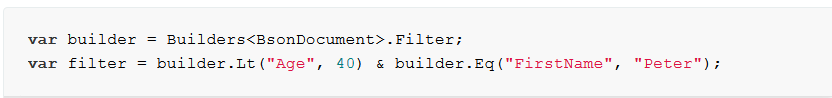 var builder = Builders<BsonDocument>.Filter;
var filter = builder.Lt("Age", 40) & builder.Eq("FirstName", "Peter");